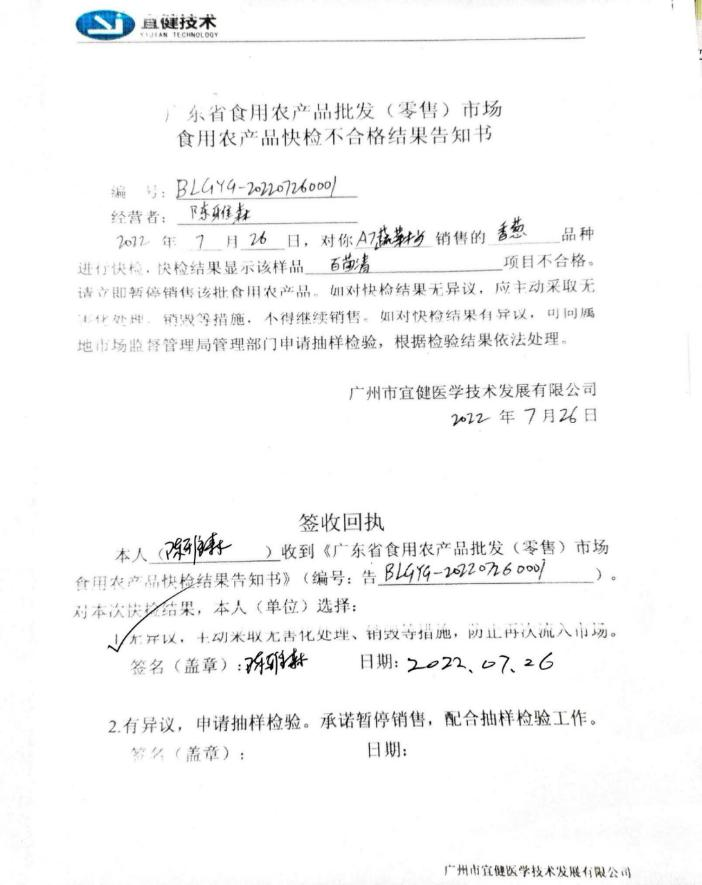 宜健技术
YIJIAN TECHNOLOGY
广东省食用农产品批发（零售）市场
食用农产品快检不合格结果告知书
编 号：BLGYG-202207260001
经营者：陈雅森
2022 年 7 月 26 日，对你A7蔬菜档 销售的 香葱 品种
进行快检，快检结果显示该样品 百菌清 项目不合格。
请立即暂停销售该批食用农产品。如对快检结果无异议，应主动采取无
害化处理、销毁等措施，不得继续销售。如对快检结果有异议，可向属
地市场监督管理局管理部门申请抽样检验，根据检验结果依法处理。
广州市宜健医学技术发展有限公司
2022 年 7 月 26 日
签收回执
本人（陈雅森）收到《广东省食用农产品批发（零售）市场
食用农产品快检结果告知书》（编号：告 BLGYG-202207260001）。
对本次快检结果，本人（单位）选择：
1.无异议，主动采取无害化处理、销毁等措施，防止再次流入市场。
签名（盖章）：陈雅森 日期：2022.07.26
2.有异议，申请抽样检验。承诺暂停销售，配合抽样检验工作。
签名（盖章）： 日期：
广州市宜健医学技术发展有限公司